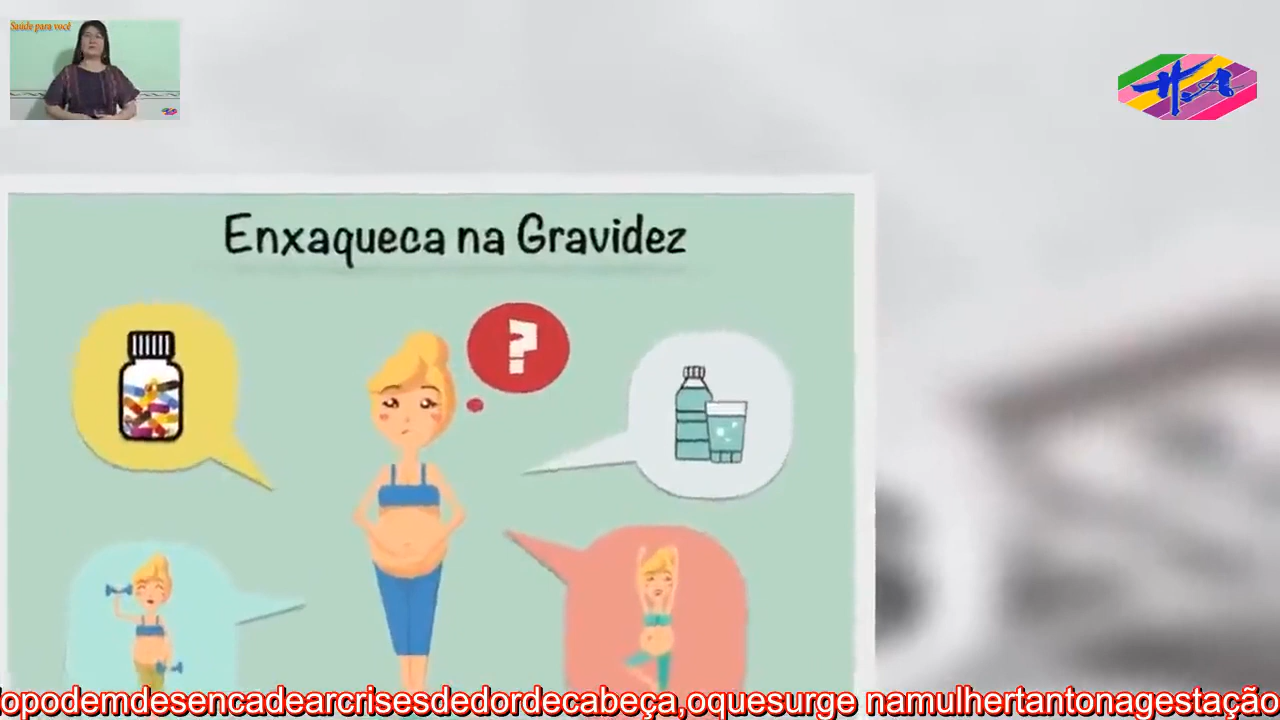 Saúde para você
H.A
Enxaqueca na Gravidez
?
opodemdesencadearcrisesdedordecabeça,oquesurge namulhertantonagestação